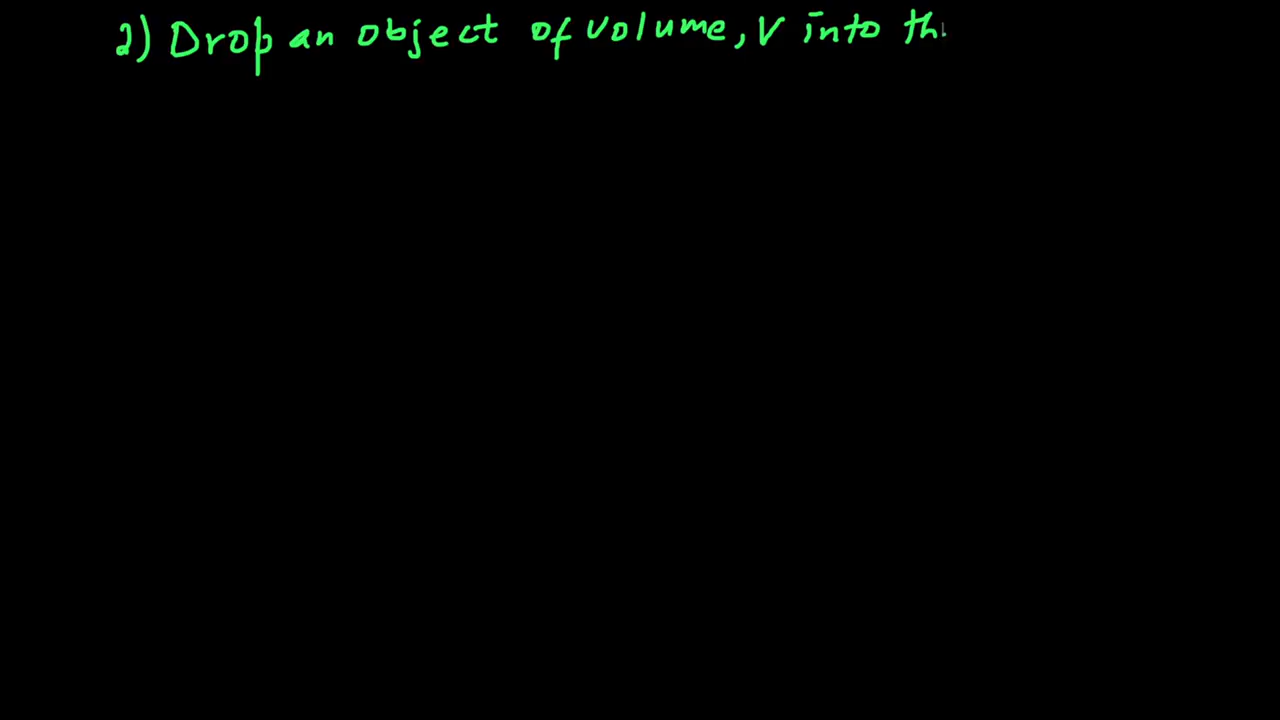 2) Drop an object of volume, V into th